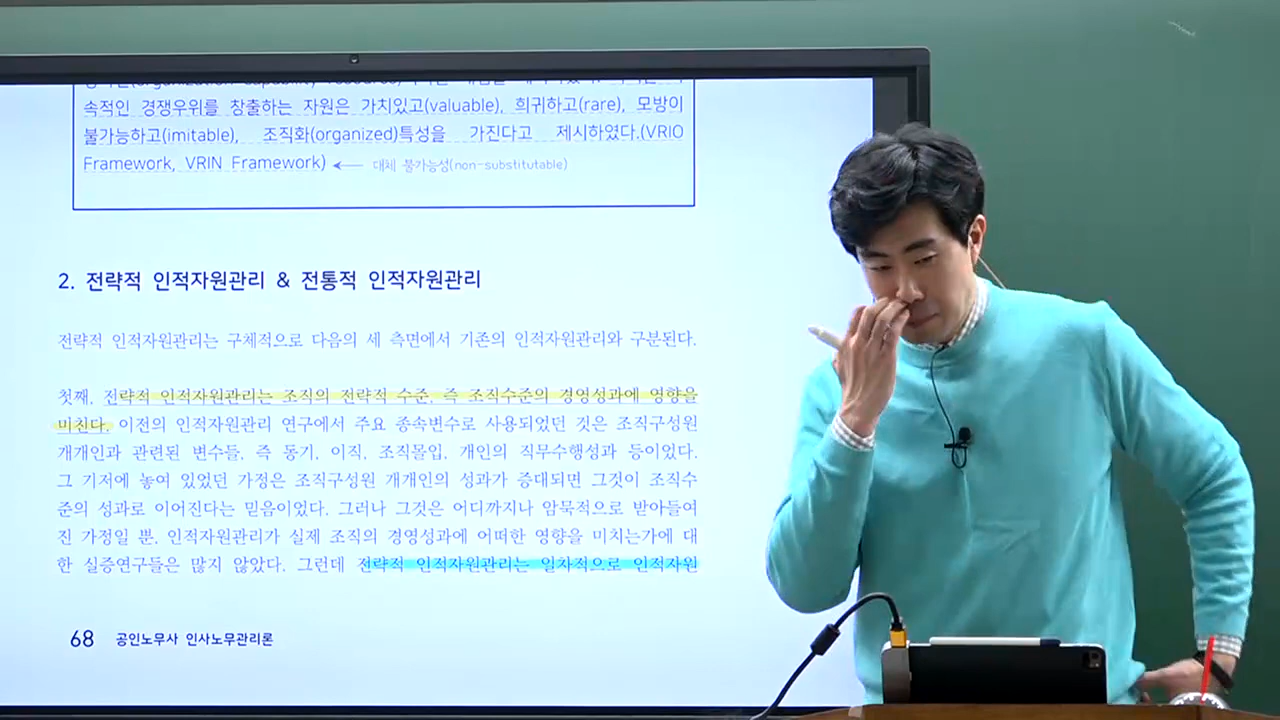 속적인 경쟁우위를 창출하는 자원은 가치있고(valuable), 희귀하고(rare), 모방이
불가능하고(imitable), 조직화(organized)특성을 가진다고 제시하였다.(VRIO
Framework, VRIN Framework) ← 대체 불가능성(non-substitutable)
2. 전략적 인적자원관리 & 전통적 인적자원관리
전략적 인적자원관리는 구체적으로 다음의 세 측면에서 기존의 인적자원관리와 구분된다.
첫째, 전략적 인적자원관리는 조직의 전략적 수준, 즉 조직수준의 경영성과에 영향을
미친다. 이전의 인적자원관리 연구에서 주요 종속변수로 사용되었던 것은 조직구성원
개개인과 관련된 변수들, 즉 동기, 이직, 조직몰입, 개인의 직무수행성과 등이었다.
그 기저에 놓여 있었던 가정은 조직구성원 개개인의 성과가 증대되면 그것이 조직수
준의 성과로 이어진다는 믿음이었다. 그러나 그것은 어디까지나 암묵적으로 받아들여
진 가정일 뿐, 인적자원관리가 실제 조직의 경영성과에 어떠한 영향을 미치는가에 대
한 실증연구들은 많지 않았다. 그런데 전략적 인적자원관리는 일차적으로 인적자원
68 공인노무사 인사노무관리론